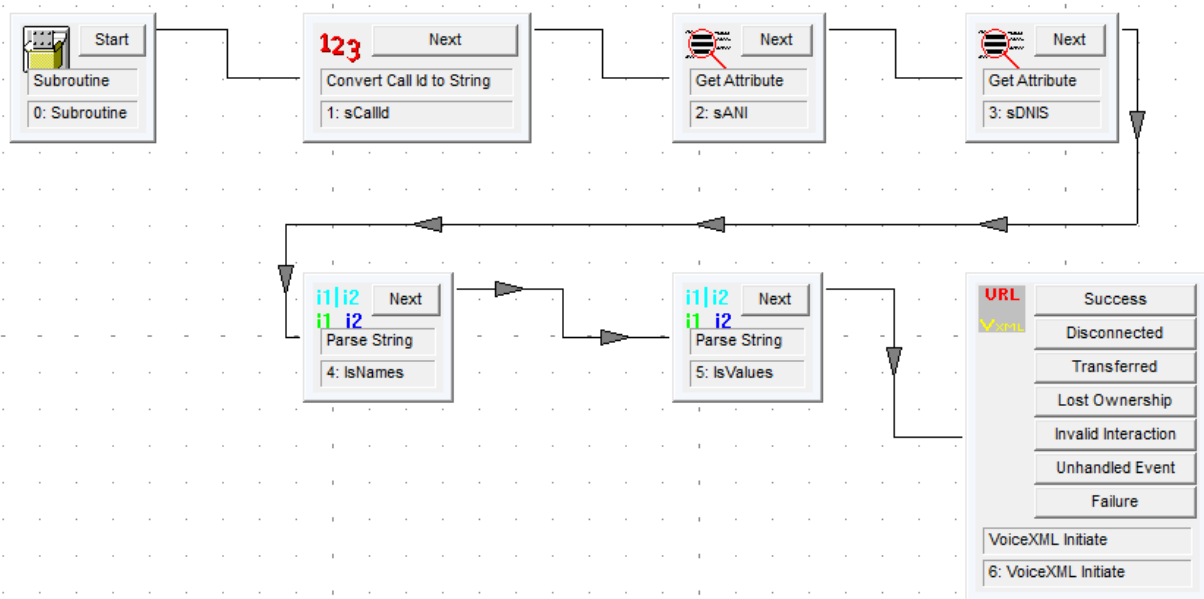 Start
Subroutine
0: Subroutine
123
Next
Convert Call Id to String
1: sCallId
Next
Get Attribute
2: sANI
Next
Get Attribute
3: sDNIS
i1|i2
i1 i2
Next
Parse String
4: lsNames
i1|i2
i1 i2
Next
Parse String
5: lsValues
URL
VXML
Success
Disconnected
Transferred
Lost Ownership
Invalid Interaction
Unhandled Event
Failure
VoiceXML Initiate
6: VoiceXML Initiate